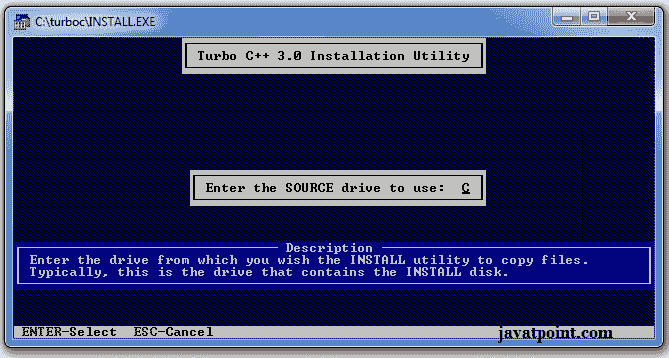 C:\turboc\INSTALL.EXE
Turbo C++ 3.0 Installation Utility
Enter the SOURCE drive to use: C
Description
Enter the drive from which you wish the INSTALL utility to copy files.
Typically, this is the drive that contains the INSTALL disk.
ENTER-Select ESC-Cancel
javatpoint.com